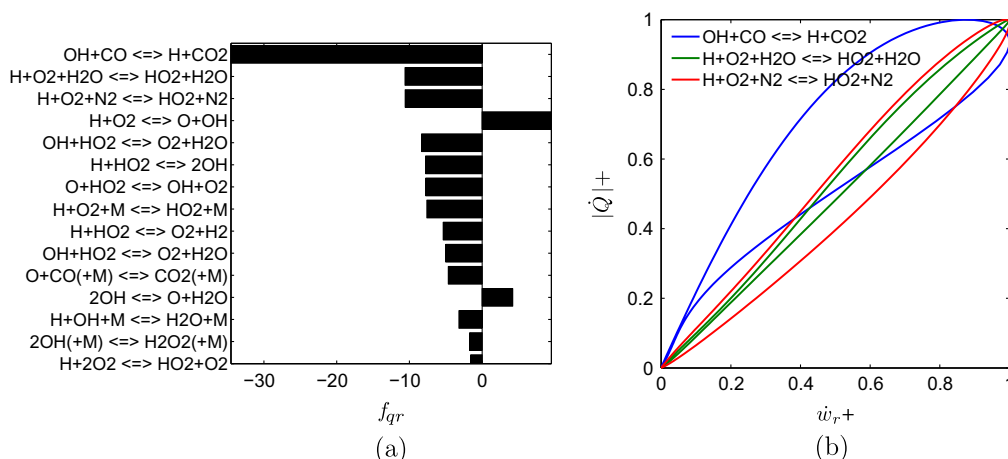 OH+CO <=> H+CO2
H+O2+H2O <=> HO2+H2O
H+O2+N2 <=> HO2+N2
H+O2 <=> O+OH
OH+HO2 <=> O2+H2O
H+HO2 <=> 2OH
O+HO2 <=> OH+O2
H+O2+M <=> HO2+M
H+HO2 <=> O2+H2
OH+HO2 <=> O2+H2O
O+CO(+M) <=> CO2(+M)
2OH <=> O+H2O
H+OH+M <=> H2O+M
2OH(+M) <=> H2O2(+M)
H+2O2 <=> HO2+O2
−30 −20 −10 0
f_{qr}
(a)
1
0.8
0.6
0.4
0.2
0
|Q̇|+
OH+CO <=> H+CO2
H+O2+H2O <=> HO2+H2O
H+O2+N2 <=> HO2+N2
0 0.2 0.4 0.6 0.8 1
ẇ_r+
(b)